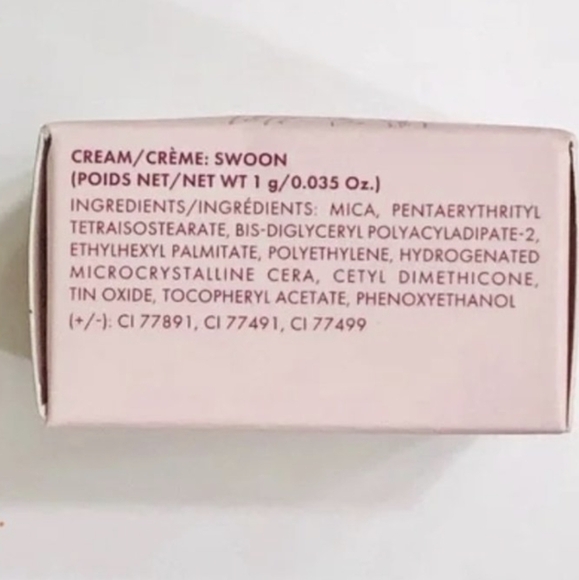 CREAM/CRÈME: SWOON
(POIDS NET/NET WT 1 g/0.035 Oz.)
INGREDIENTS/INGRÉDIENTS: MICA, PENTAERYTHRITYL
TETRAISOSTEARATE, BIS-DIGLYCERYL POLYACYLADIPATE-2,
ETHYLHEXYL PALMITATE, POLYETHYLENE, HYDROGENATED
MICROCRYSTALLINE CERA, CETYL DIMETHICONE,
TIN OXIDE, TOCOPHERYL ACETATE, PHENOXYETHANOL
(+/-): CI 77891, CI 77491, CI 77499